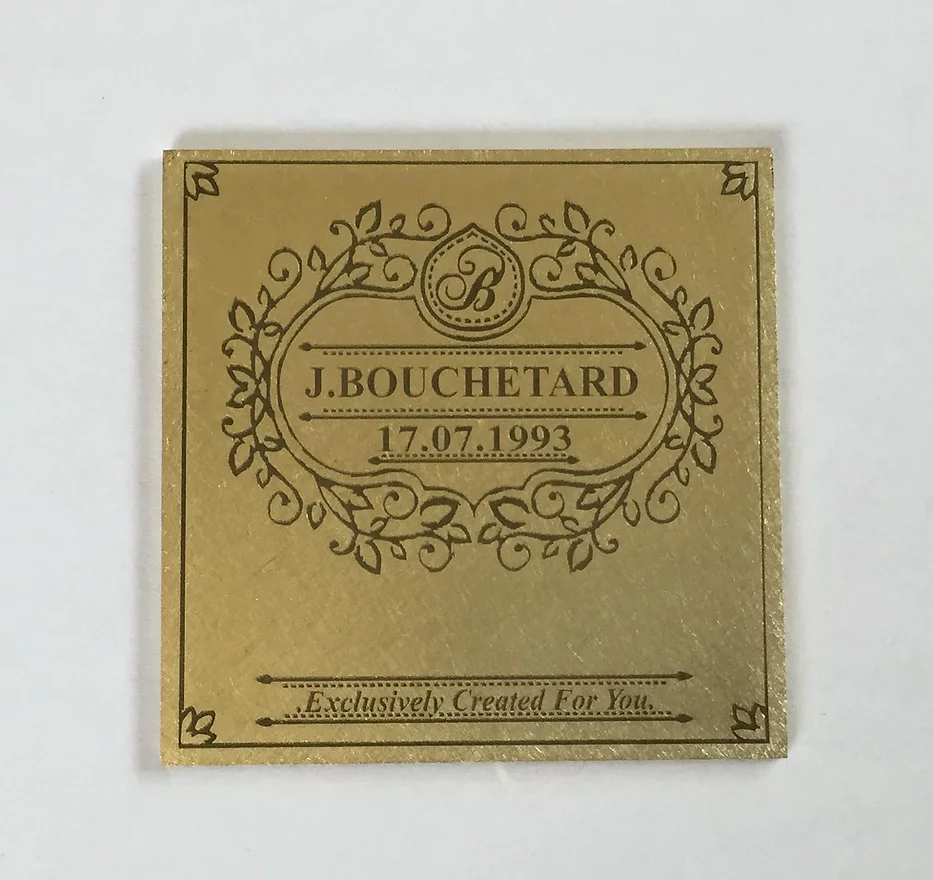 B
J.BOUCHETARD
17.07.1993
.Exclusively Created For You.